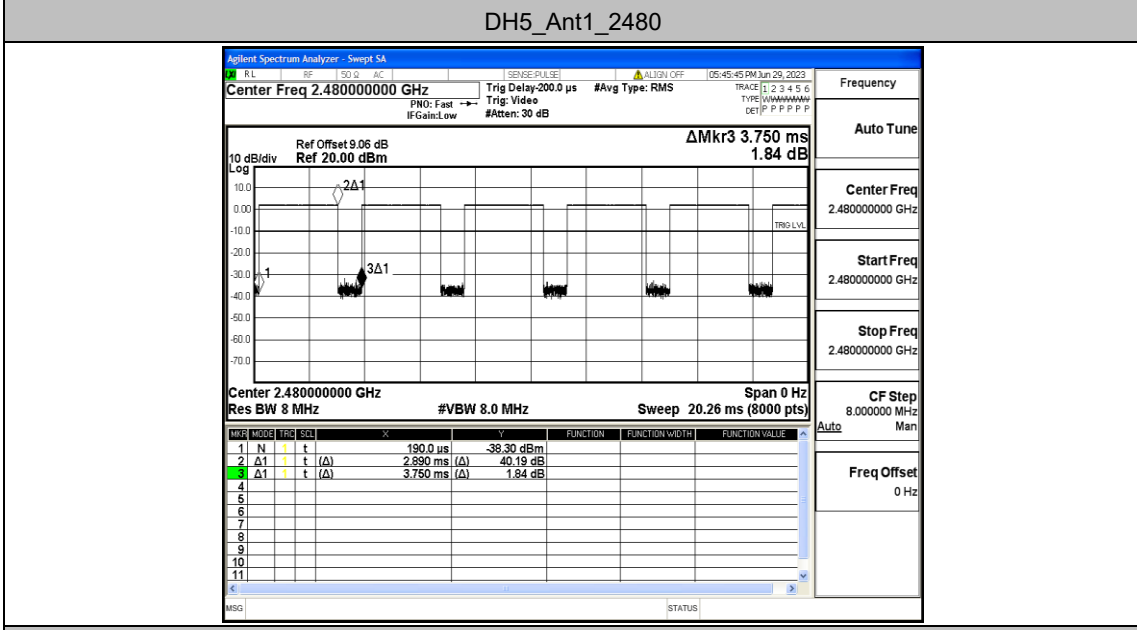 DH5_Ant1_2480
Agilent Spectrum Analyzer - Swept SA
RL RF 50 Ω AC SENSE:PULSE ALIGN OFF 05:45:45 PM Jun 29, 2023
Center Freq 2.480000000 GHz Trig Delay-200.0 µs #Avg Type: RMS TRACE 1 2 3 4 5 6
PNO: Fast Trig: Video TYPE WWWWWW
IFGain:Low #Atten: 30 dB DET P P P P P P
ΔMkr3 3.750 ms
1.84 dB
Ref Offset 9.06 dB
10 dB/div Ref 20.00 dBm
Log
10.0
0.00
-10.0
-20.0
-30.0
-40.0
-50.0
-60.0
-70.0
2Δ1
1
3Δ1
TRIG LVL
Center 2.480000000 GHz Span 0 Hz
Res BW 8 MHz #VBW 8.0 MHz Sweep 20.26 ms (8000 pts)
MKR MODE TRC SCL X Y FUNCTION FUNCTION WIDTH FUNCTION VALUE
1 N 1 t 190.0 µs -38.30 dBm
2 Δ1 1 t (Δ) 2.890 ms (Δ) 40.19 dB
3 Δ1 1 t (Δ) 3.750 ms (Δ) 1.84 dB
4
5
6
7
8
9
10
11
MSG STATUS
Frequency
Auto Tune
Center Freq
2.480000000 GHz
Start Freq
2.480000000 GHz
Stop Freq
2.480000000 GHz
CF Step
8.000000 MHz
Auto Man
Freq Offset
0 Hz